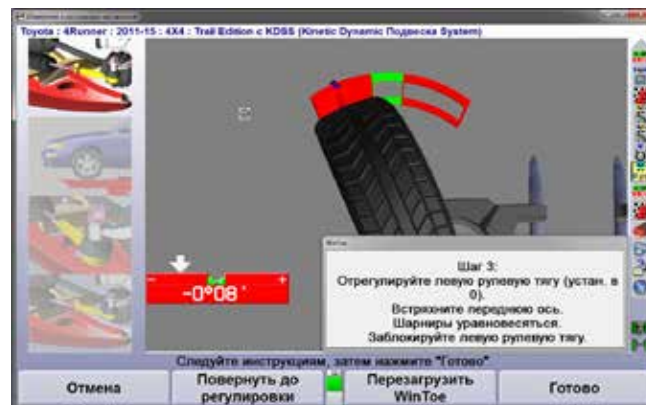 Toyota : 4Runner : 2011-15 : 4X4 : Trail Edition с KDSS (Kinetic Dynamic Подвеска System)
-0°08'
WinToe
Шаг 3:
Отрегулируйте левую рулевую тягу (устан. в
0).
Встряхните переднюю ось.
Шарниры уравновесяться.
Заблокируйте левую рулевую тягу.
Следуйте инструкциям, затем нажмите "Готово"
Отмена
Повернуть до
регулировки
Перезагрузить
WinToe
Готово